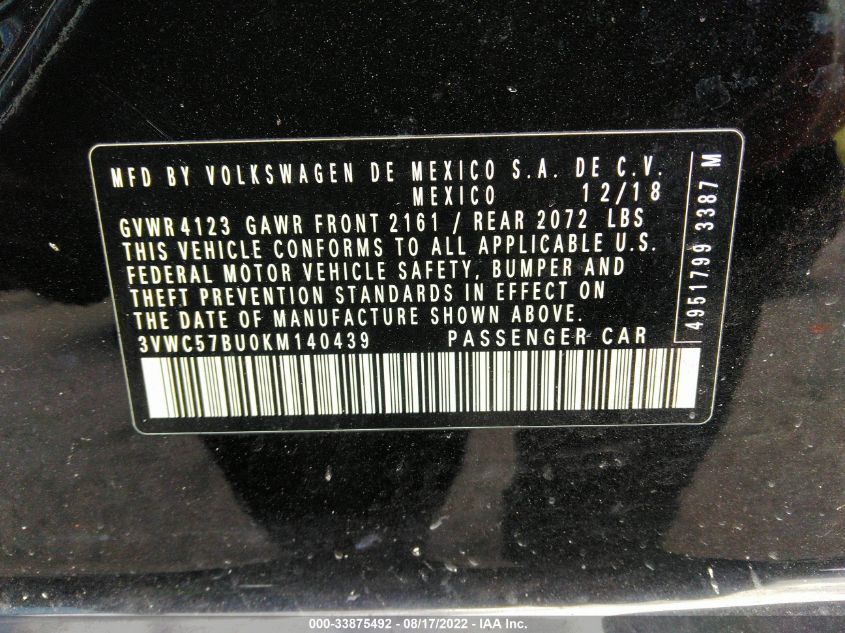 MFD BY VOLKSWAGEN DE MEXICO S.A. DE C.V.
MEXICO 12/18
GVWR 4123 GAWR FRONT 2161 / REAR 2072 LBS
THIS VEHICLE CONFORMS TO ALL APPLICABLE U.S.
FEDERAL MOTOR VEHICLE SAFETY, BUMPER AND
THEFT PREVENTION STANDARDS IN EFFECT ON
THE DATE OF MANUFACTURE SHOWN ABOVE.
3VWC57BU0KM140439 PASSENGER CAR
4951799 3387 M
000-33875492 - 08/17/2022 - IAA Inc.